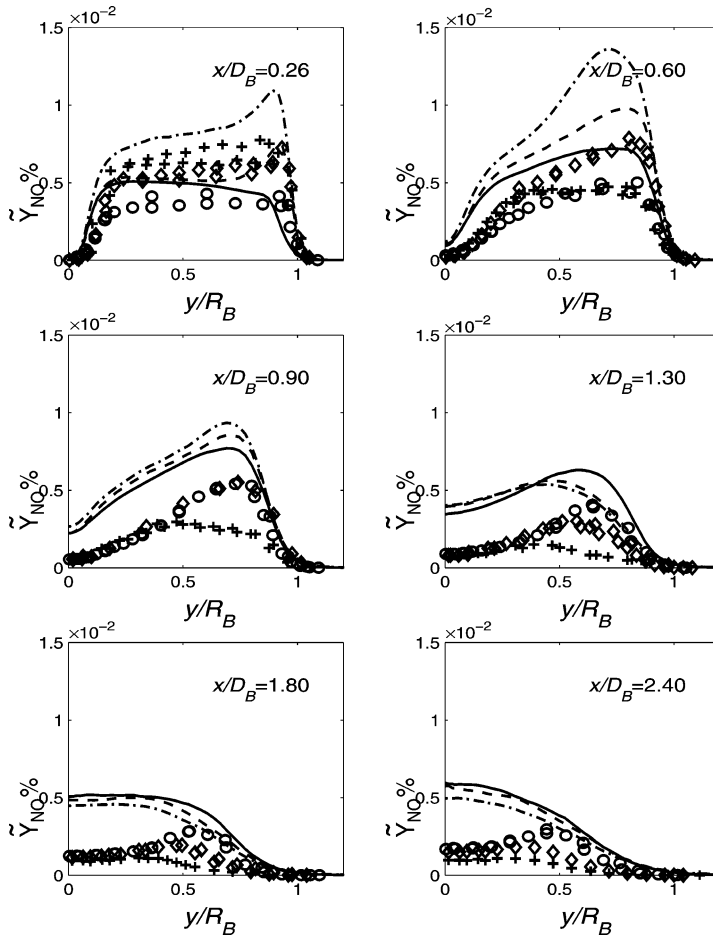 ×10⁻² ×10⁻²
1.5 1.5
x/D_B=0.26 x/D_B=0.60
1 1
Ỹ_NO% Ỹ_NO%
0.5 0.5
0 0
0 0.5 1 0 0.5 1
y/R_B y/R_B
×10⁻² ×10⁻²
1.5 1.5
x/D_B=0.90 x/D_B=1.30
1 1
Ỹ_NO% Ỹ_NO%
0.5 0.5
0 0
0 0.5 1 0 0.5 1
y/R_B y/R_B
×10⁻² ×10⁻²
1.5 1.5
x/D_B=1.80 x/D_B=2.40
1 1
Ỹ_NO% Ỹ_NO%
0.5 0.5
0 0
0 0.5 1 0 0.5 1
y/R_B y/R_B